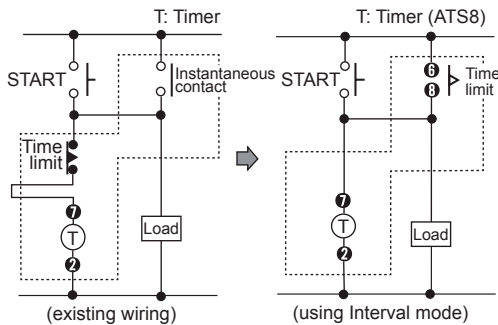 T: Timer
START
Instantaneous
contact
Time
limit
7
T
2
Load
(existing wiring)
T: Timer (ATS8)
START
6
8
Time
limit
7
T
2
Load
(using Interval mode)